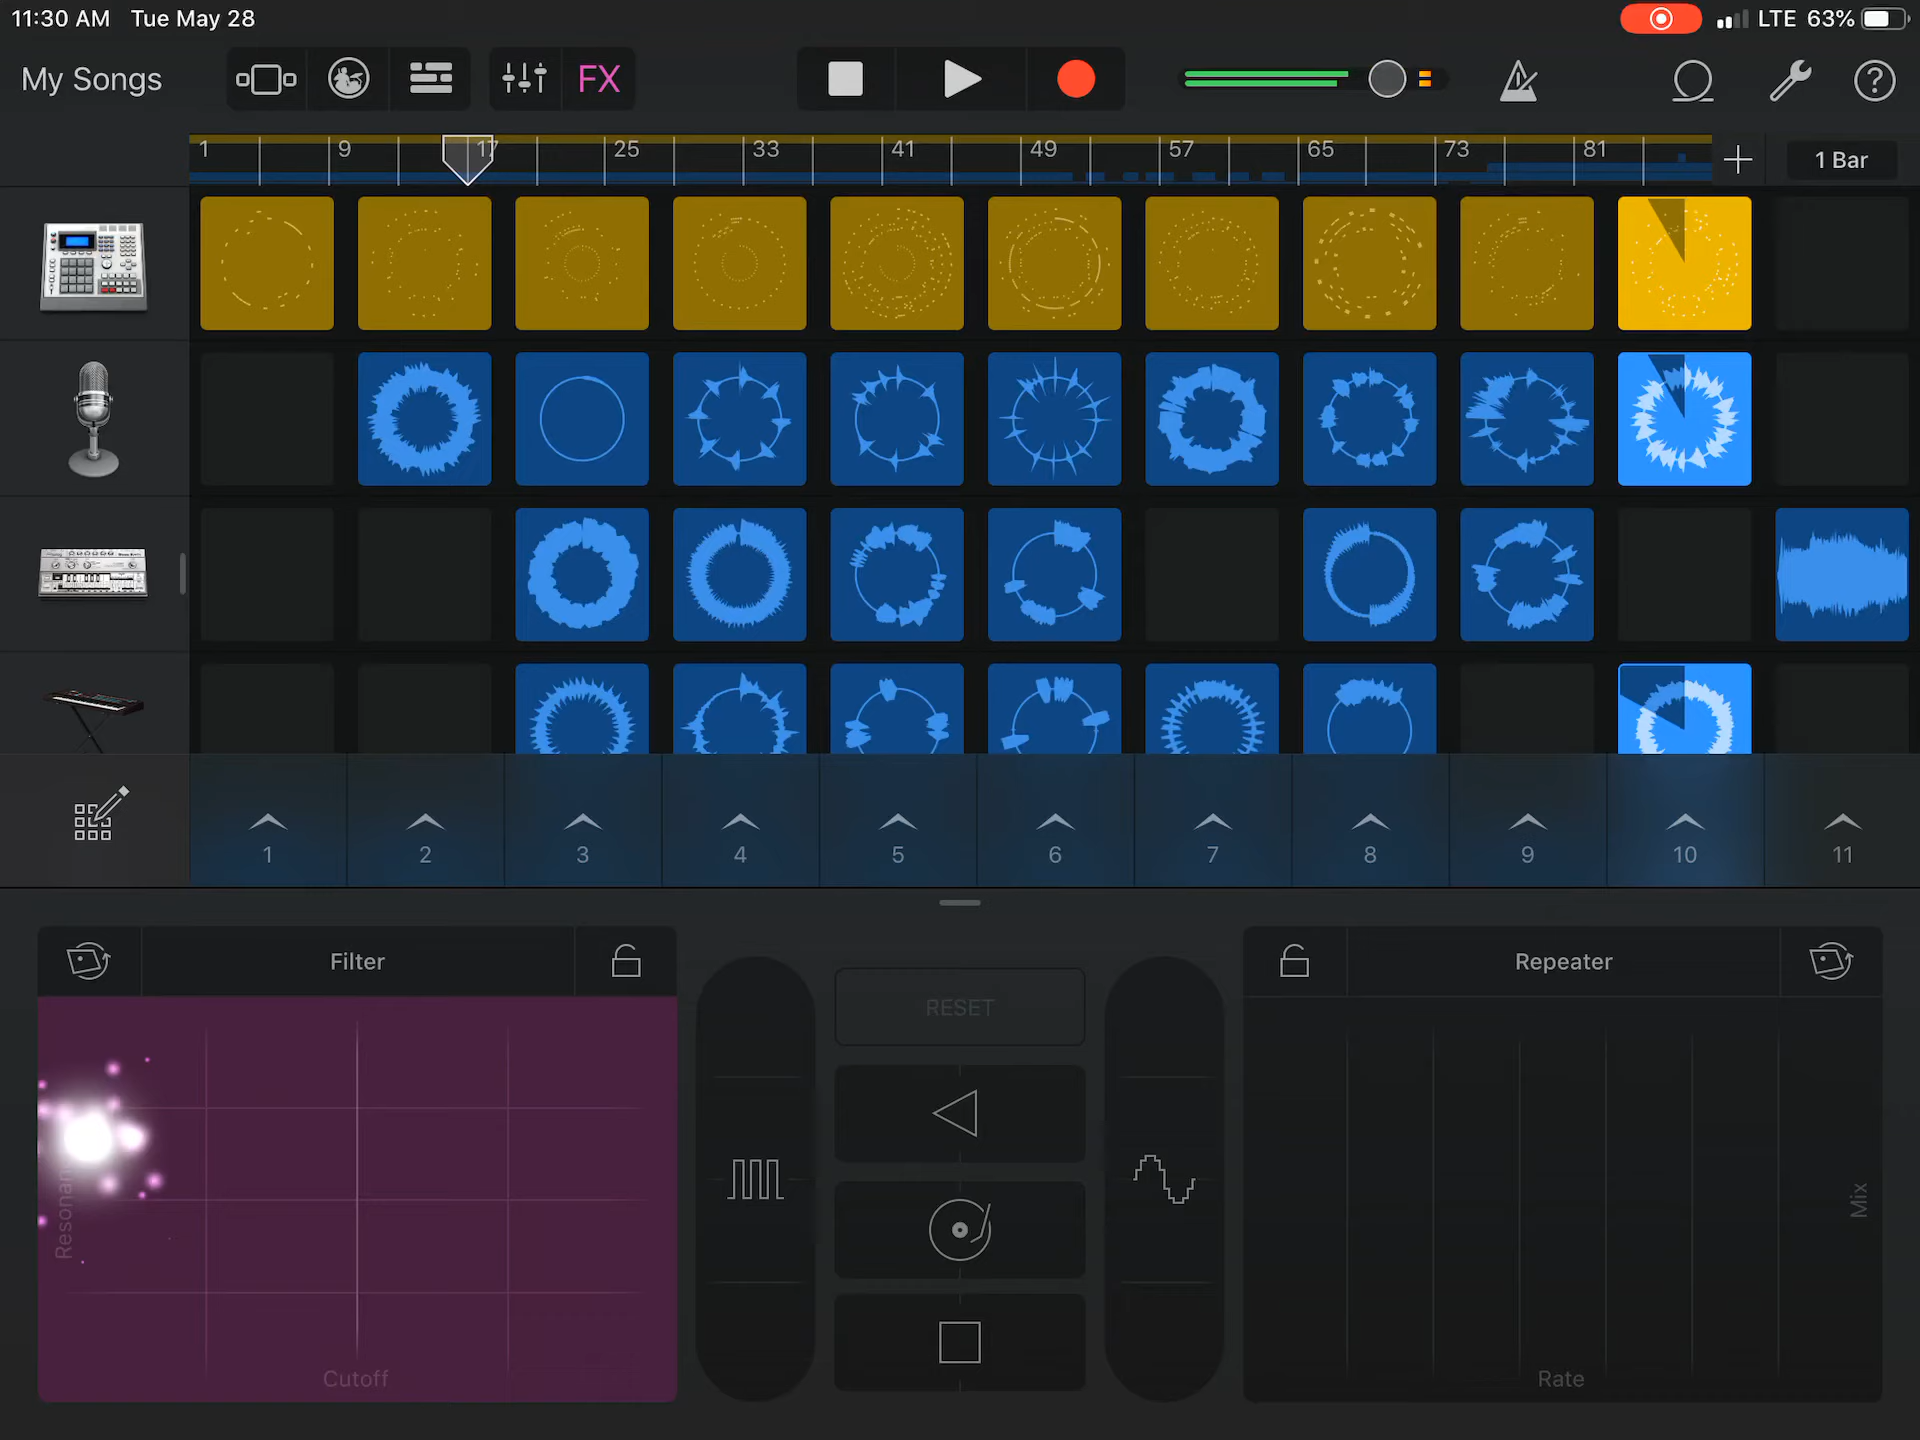 11:30 AM Tue May 28
LTE 63%
My Songs
FX
1 9 17 25 33 41 49 57 65 73 81
1 Bar
1 2 3 4 5 6 7 8 9 10 11
Filter
Repeater
RESET
Resonan
Mix
Cutoff
Rate